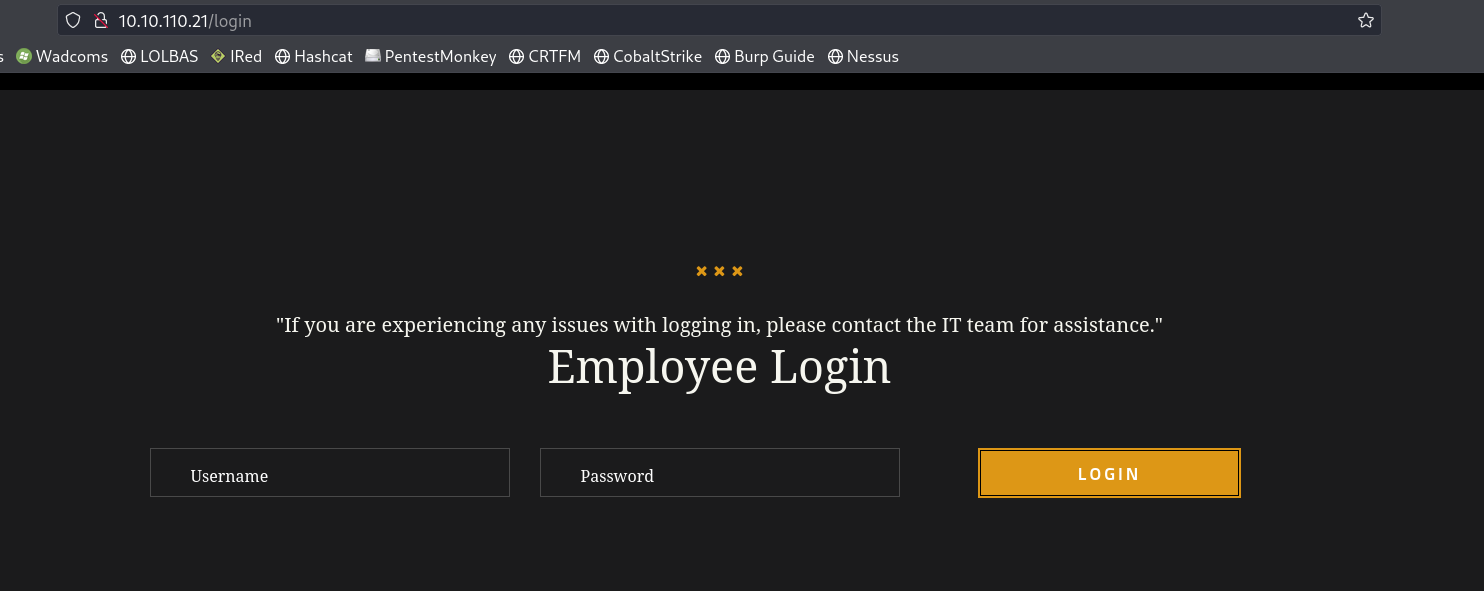 10.10.110.21/login
s Wadcoms LOLBAS IRed Hashcat PentestMonkey CRTFM CobaltStrike Burp Guide Nessus
"If you are experiencing any issues with logging in, please contact the IT team for assistance."
Employee Login
Username Password LOGIN